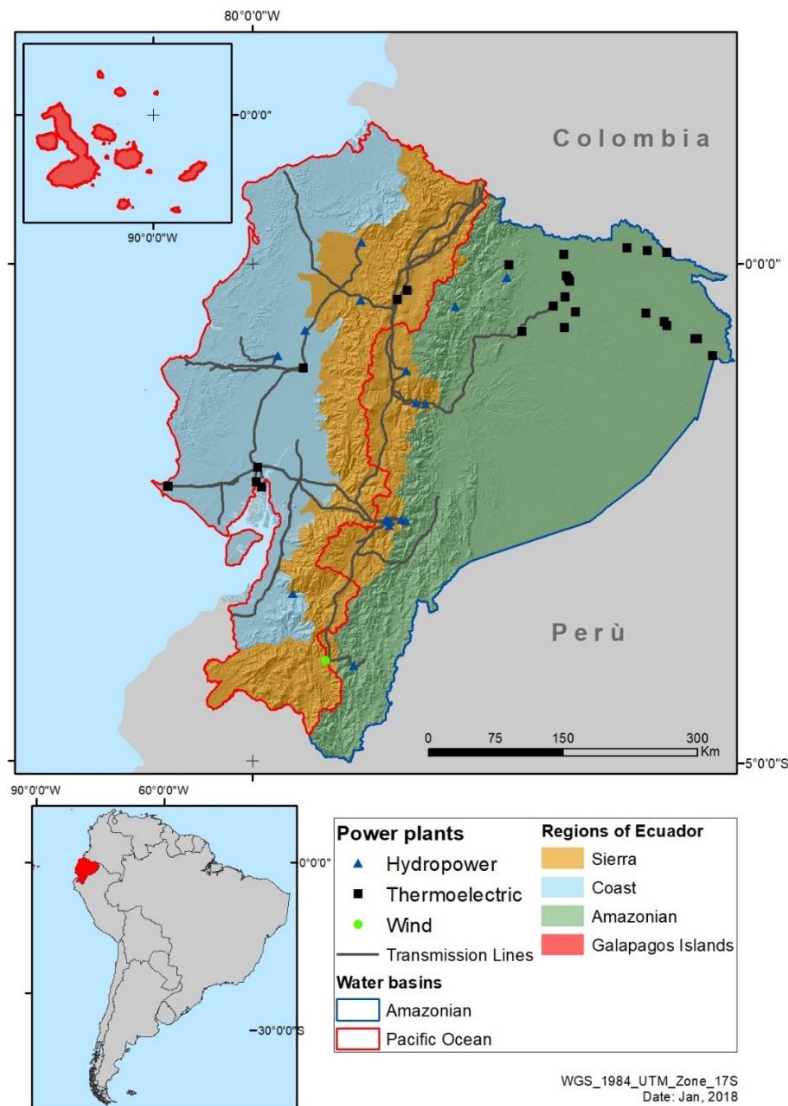 80°0'0"W
0°0'0"
90°0'0"W
Colombia
0°0'0"
Perù
0 75 150 300
Km
5°0'0"S
90°0'0"W 60°0'0"W
0°0'0"
30°0'0"S
Power plants
Hydropower
Thermoelectric
Wind
Transmission Lines
Water basins
Amazonian
Pacific Ocean
Regions of Ecuador
Sierra
Coast
Amazonian
Galapagos Islands
WGS_1984_UTM_Zone_17S
Date: Jan, 2018